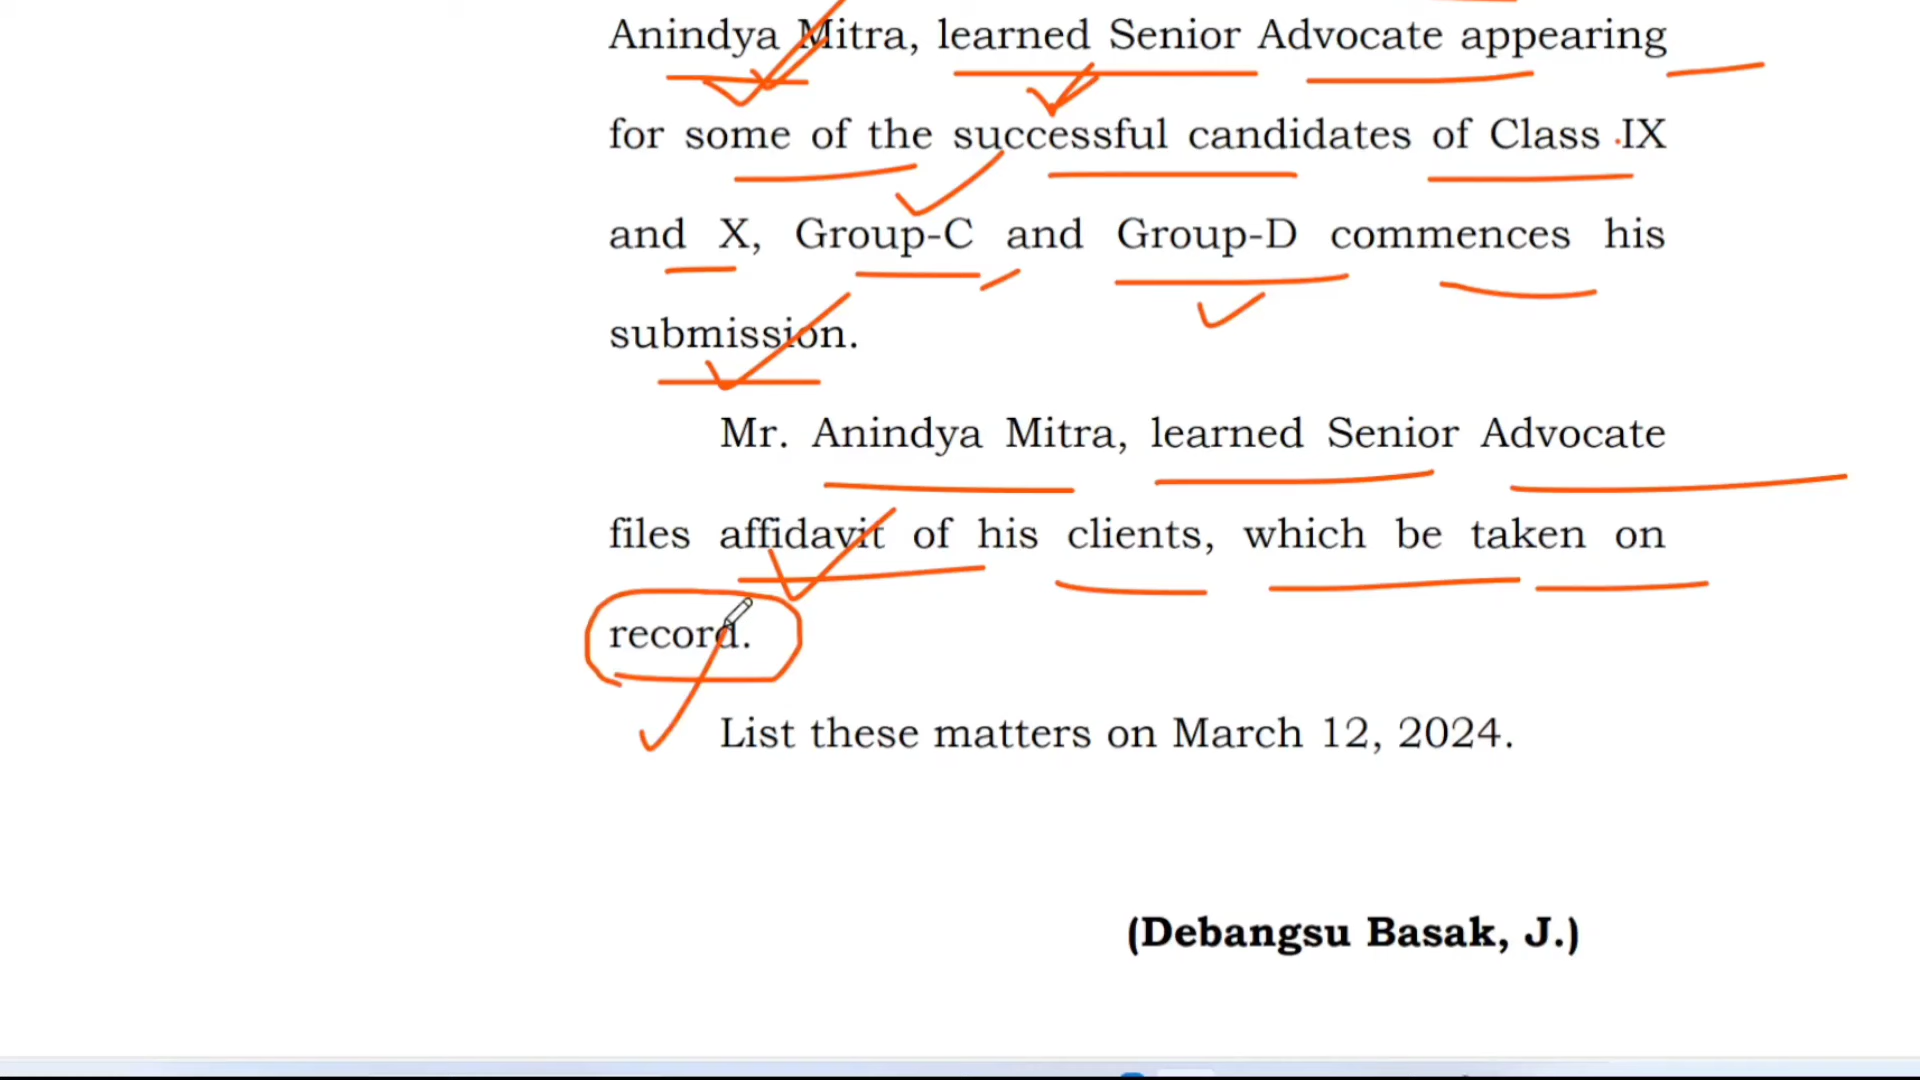 Anindya Mitra, learned Senior Advocate appearing
for some of the successful candidates of Class IX
and X, Group-C and Group-D commences his
submission.
Mr. Anindya Mitra, learned Senior Advocate
files affidavit of his clients, which be taken on
record.
List these matters on March 12, 2024.
(Debangsu Basak, J.)